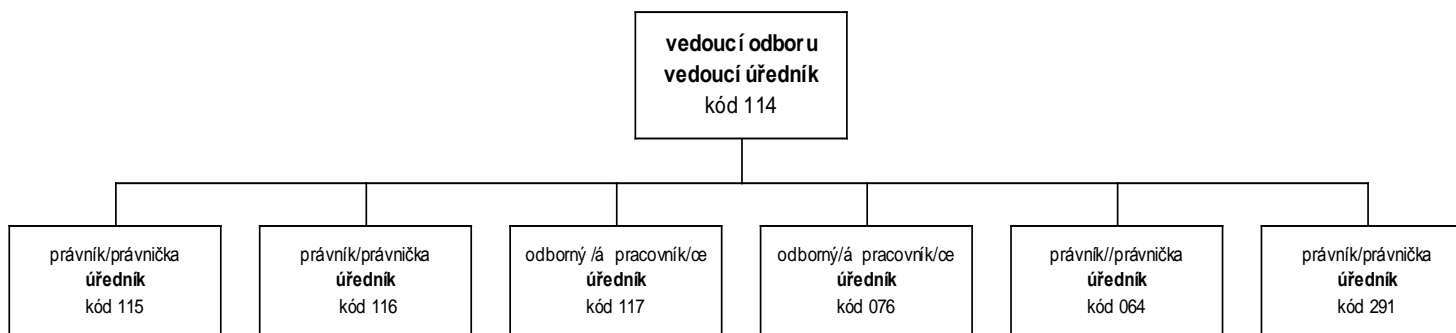 vedoucí odboru
vedoucí úředník
kód 114
právník/právnička
úředník
kód 115
právník/právnička
úředník
kód 116
odborný/á pracovník/ce
úředník
kód 117
odborný/á pracovník/ce
úředník
kód 076
právník//právnička
úředník
kód 064
právník/právnička
úředník
kód 291